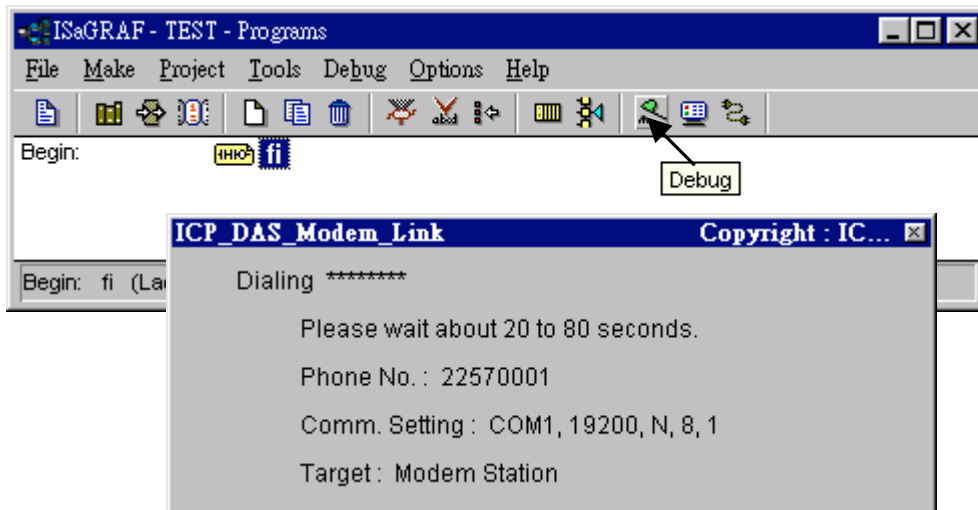 ISaGRAF - TEST - Programs
File Make Project Tools Debug Options Help
Begin: fi
Debug
Begin: fi (La
ICP_DAS_Modem_Link Copyright : IC...
Dialing ********
Please wait about 20 to 80 seconds.
Phone No. : 22570001
Comm. Setting : COM1, 19200, N, 8, 1
Target : Modem Station